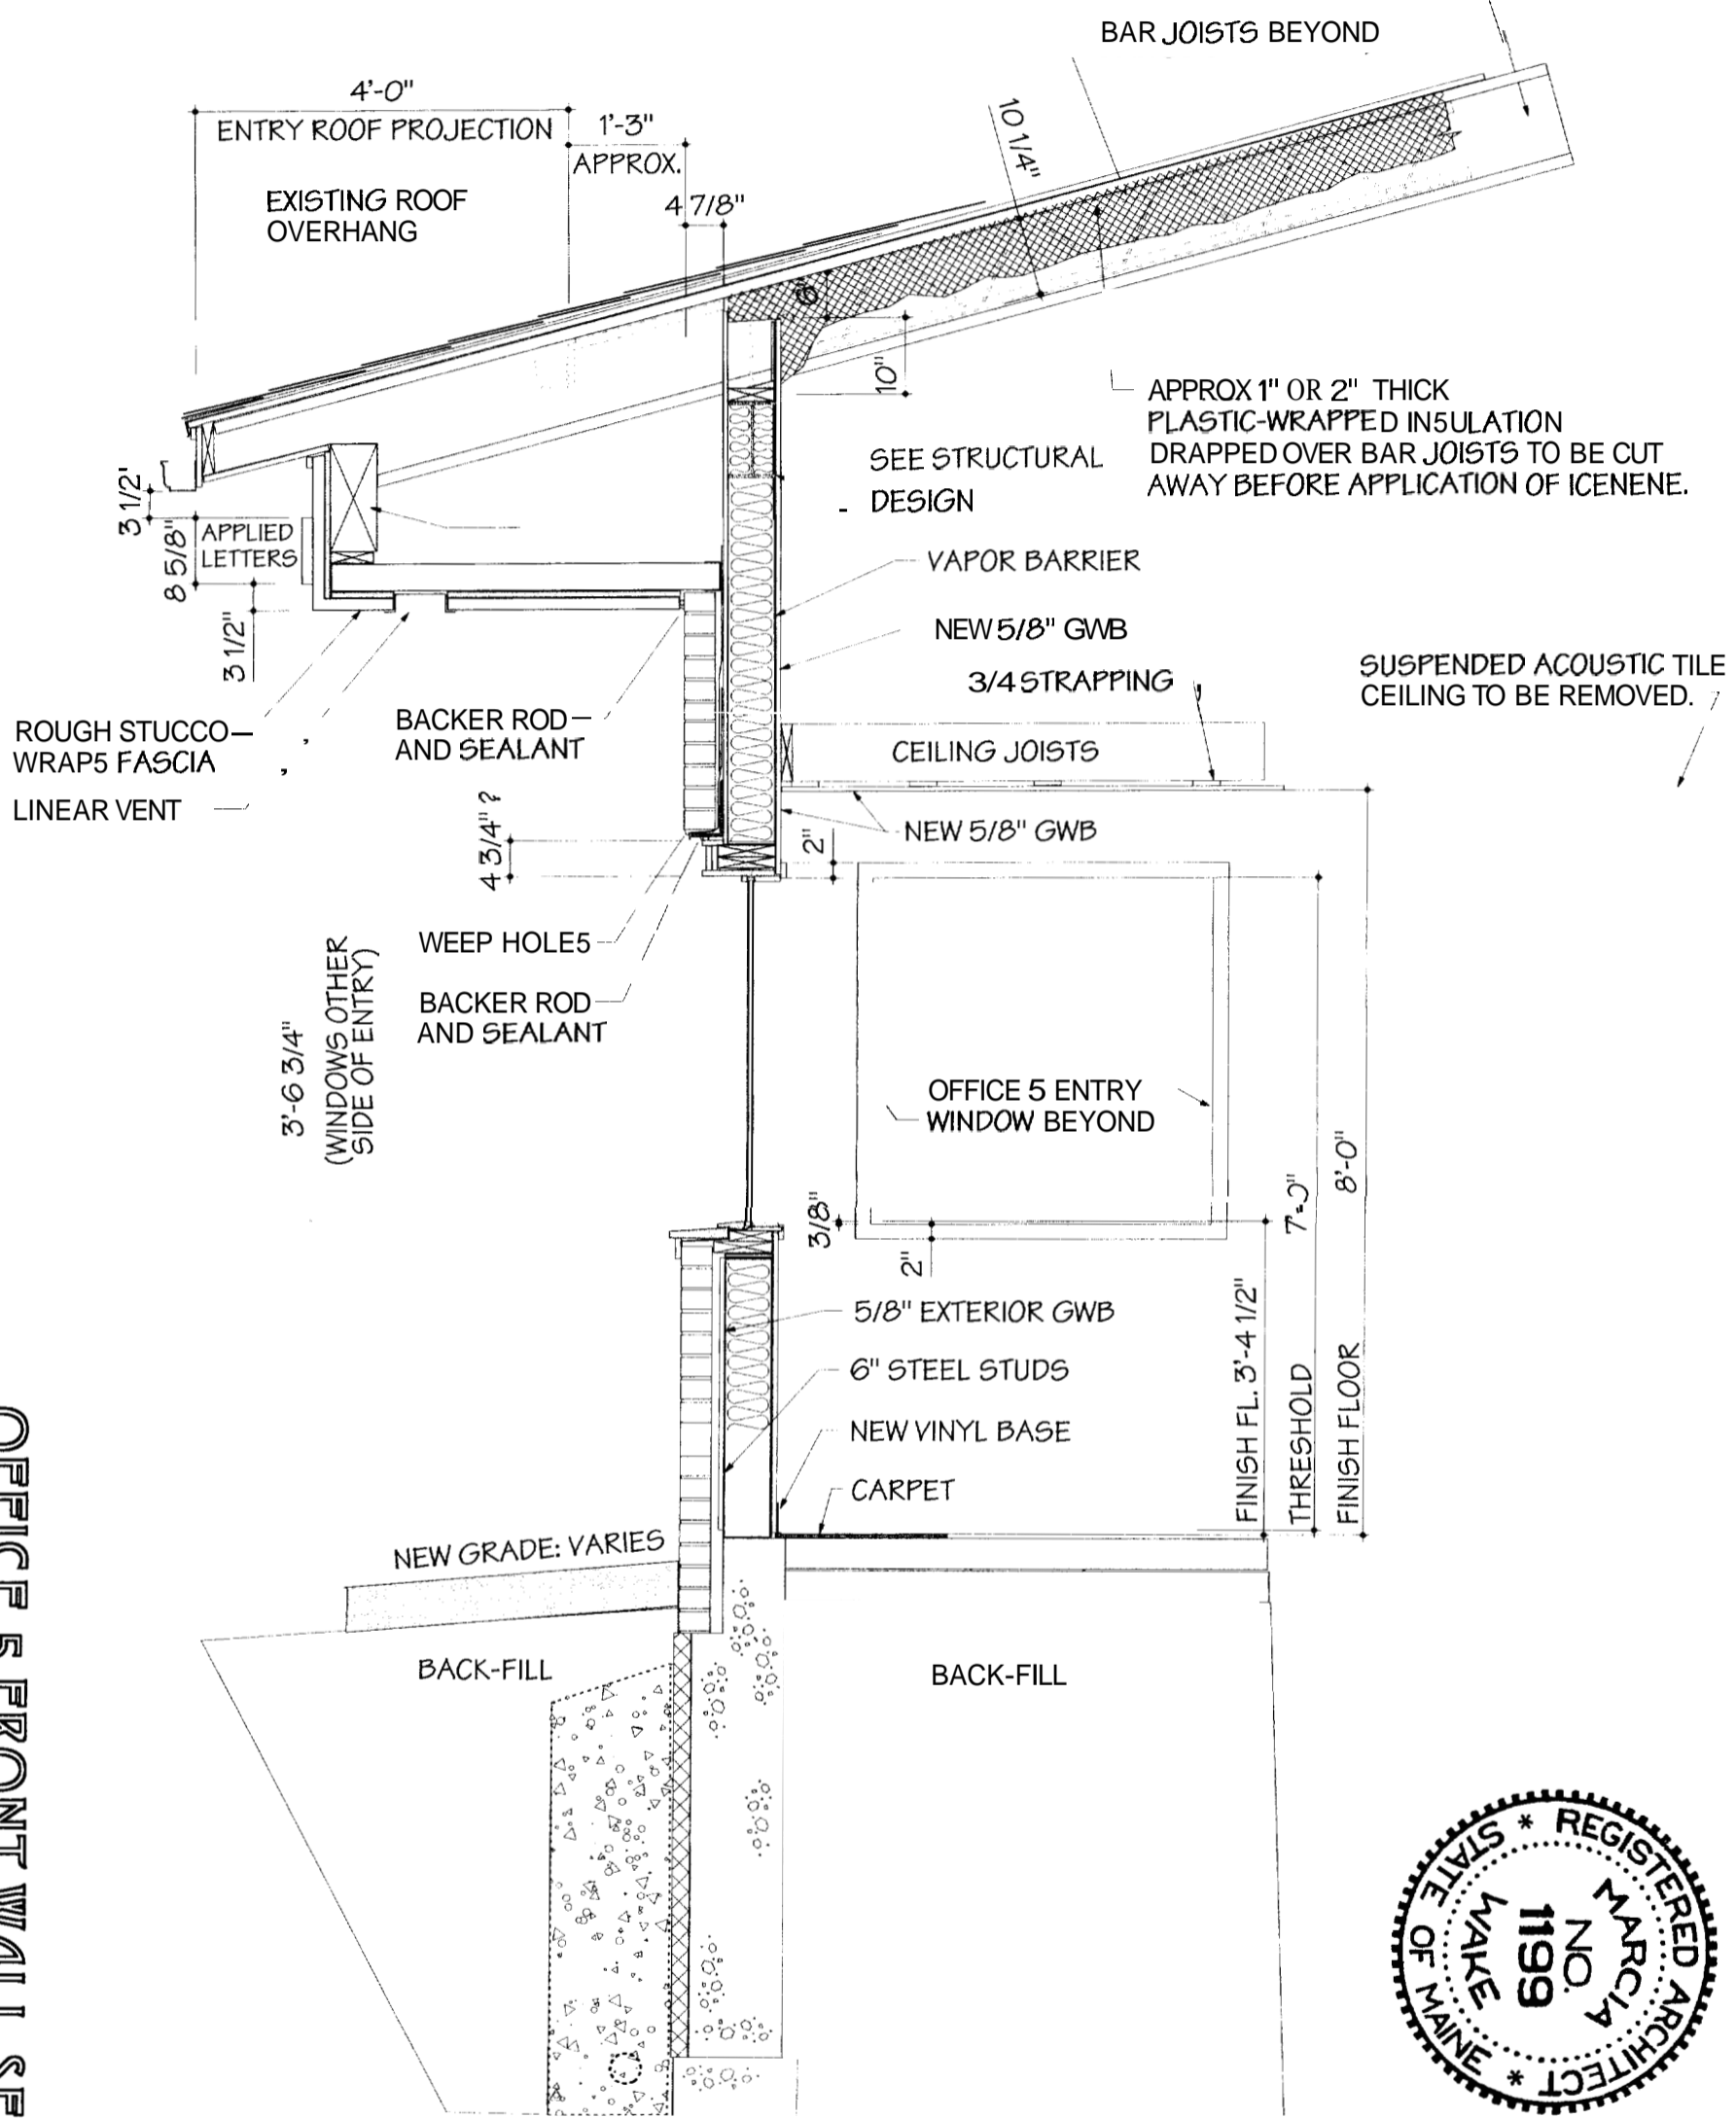 BAR JOISTS BEYOND
4'-0"
ENTRY ROOF PROJECTION
1'-3"
APPROX.
10 1/4"
EXISTING ROOF
OVERHANG
4 7/8"
6"
10"
APPROX 1" OR 2" THICK
PLASTIC-WRAPPED IN5ULATION
DRAPPED OVER BAR JOISTS TO BE CUT
AWAY BEFORE APPLICATION OF ICENENE.
SEE STRUCTURAL
DESIGN
3 1/2'
8 5/8"
APPLIED
LETTERS
3 1/2"
VAPOR BARRIER
NEW 5/8" GWB
3/4 STRAPPING
SUSPENDED ACOUSTIC TILE
CEILING TO BE REMOVED.
ROUGH STUCCO
WRAP5 FASCIA
LINEAR VENT
BACKER ROD
AND SEALANT
CEILING JOISTS
4 3/4" ?
NEW 5/8" GWB
2"
WEEP HOLE5
BACKER ROD
AND SEALANT
3'-6 3/4"
(WINDOWS OTHER
SIDE OF ENTRY)
OFFICE 5 ENTRY
WINDOW BEYOND
3/8"
2"
5/8" EXTERIOR GWB
6" STEEL STUDS
NEW VINYL BASE
CARPET
FINISH FL. 3'-4 1/2"
7'-0"
THRESHOLD
8'-0"
FINISH FLOOR
NEW GRADE: VARIES
BACK-FILL
BACK-FILL
OFFICE 5 FRONT WALL SE
STATE OF MAINE * REGISTERED ARCHITECT *
MARCIA
NO.
1199
WAKE